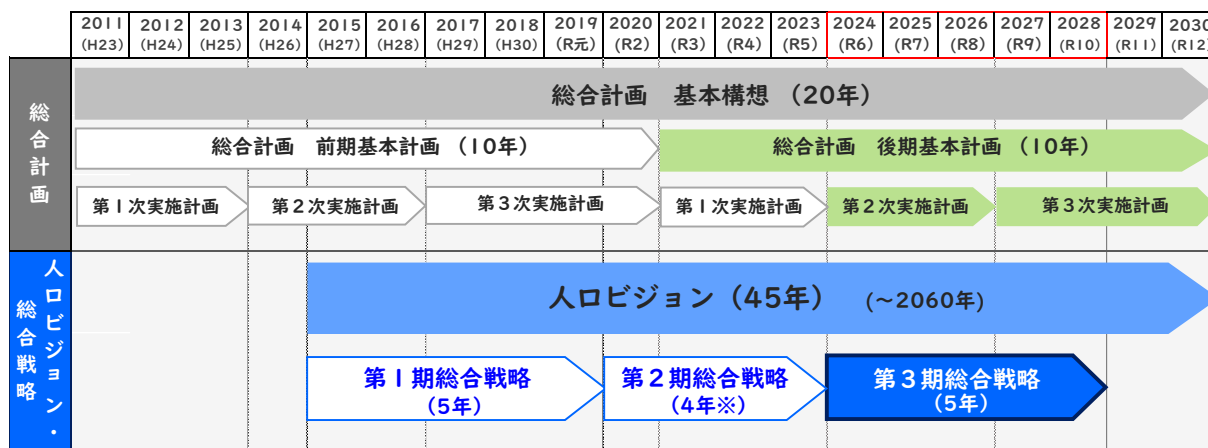 2011 2012 2013 2014 2015 2016 2017 2018 2019 2020 2021 2022 2023 2024 2025 2026 2027 2028 2029 2030
(H23) (H24) (H25) (H26) (H27) (H28) (H29) (H30) (R元) (R2) (R3) (R4) (R5) (R6) (R7) (R8) (R9) (R10) (R11) (R12)
総合計画
総合計画　基本構想　（20年）
総合計画　前期基本計画　（10年） 総合計画　後期基本計画　（10年）
第1次実施計画 第2次実施計画 第3次実施計画 第1次実施計画 第2次実施計画 第3次実施計画
人口ビジョン・
総合戦略
人口ビジョン（45年）　(～2060年)
第1期総合戦略 第2期総合戦略 第3期総合戦略
(5年) (4年※) (5年)